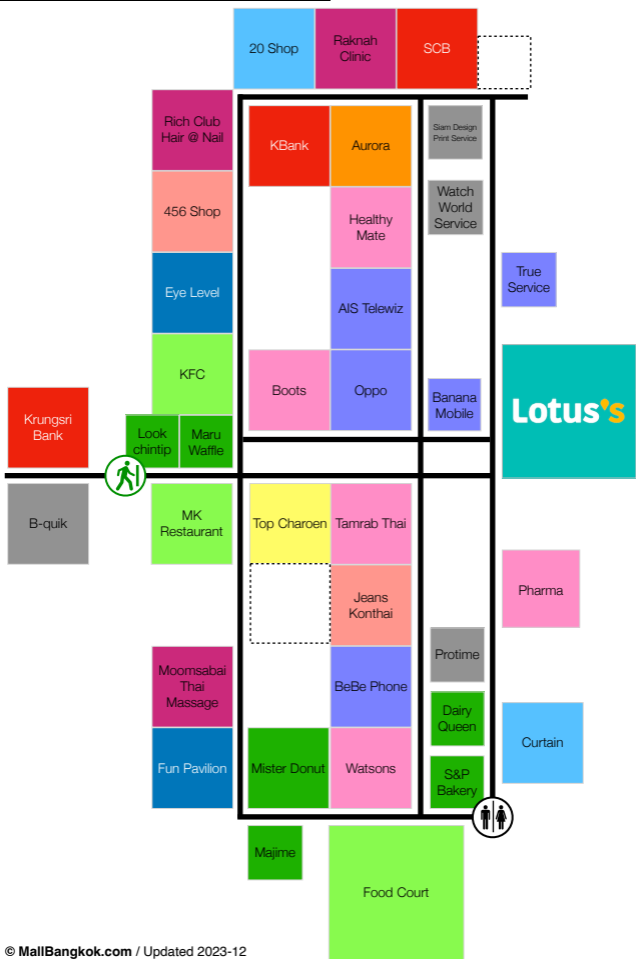 20 Shop
Raknah
Clinic
SCB
Rich Club
Hair @ Nail
KBank
Aurora
Siam Design
Print Service
456 Shop
Healthy
Mate
Watch
World
Service
Eye Level
AIS Telewiz
True
Service
KFC
Boots
Oppo
Banana
Mobile
Lotus's
Krungsri
Bank
Look
chintip
Maru
Waffle
B-quik
MK
Restaurant
Top Charoen
Tamrab Thai
Jeans
Konthai
Pharma
Protime
Moomsabai
Thai
Massage
BeBe Phone
Dairy
Queen
Curtain
Fun Pavilion
Mister Donut
Watsons
S&P
Bakery
Majime
Food Court
© MallBangkok.com / Updated 2023-12